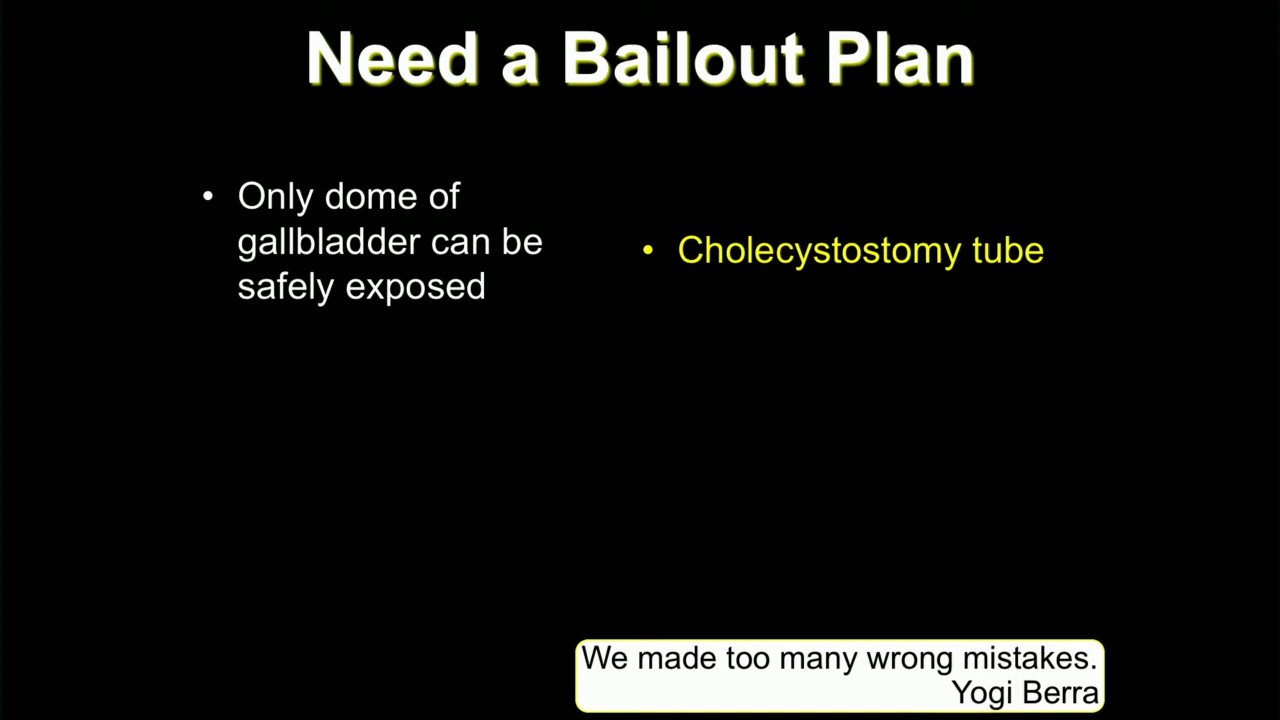 Need a Bailout Plan
• Only dome of
gallbladder can be
safely exposed
• Cholecystostomy tube
We made too many wrong mistakes.
Yogi Berra